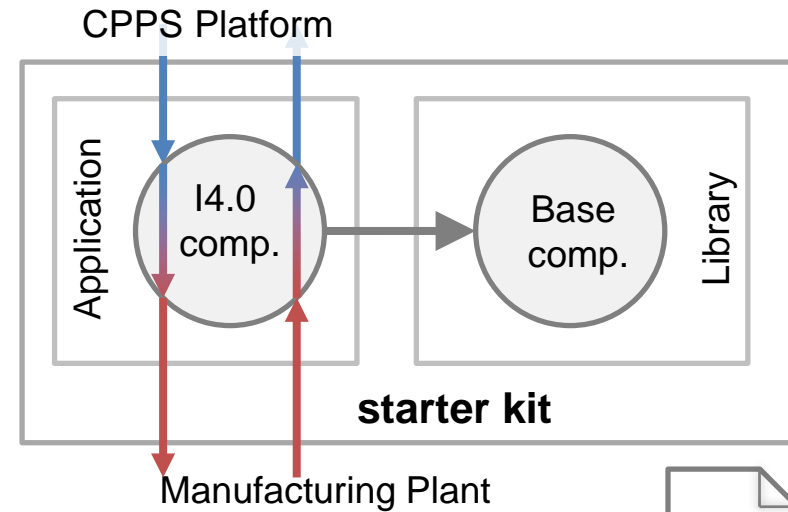 CPPS Platform
Application
I4.0
comp.
Base
comp.
Library
starter kit
Manufacturing Plant